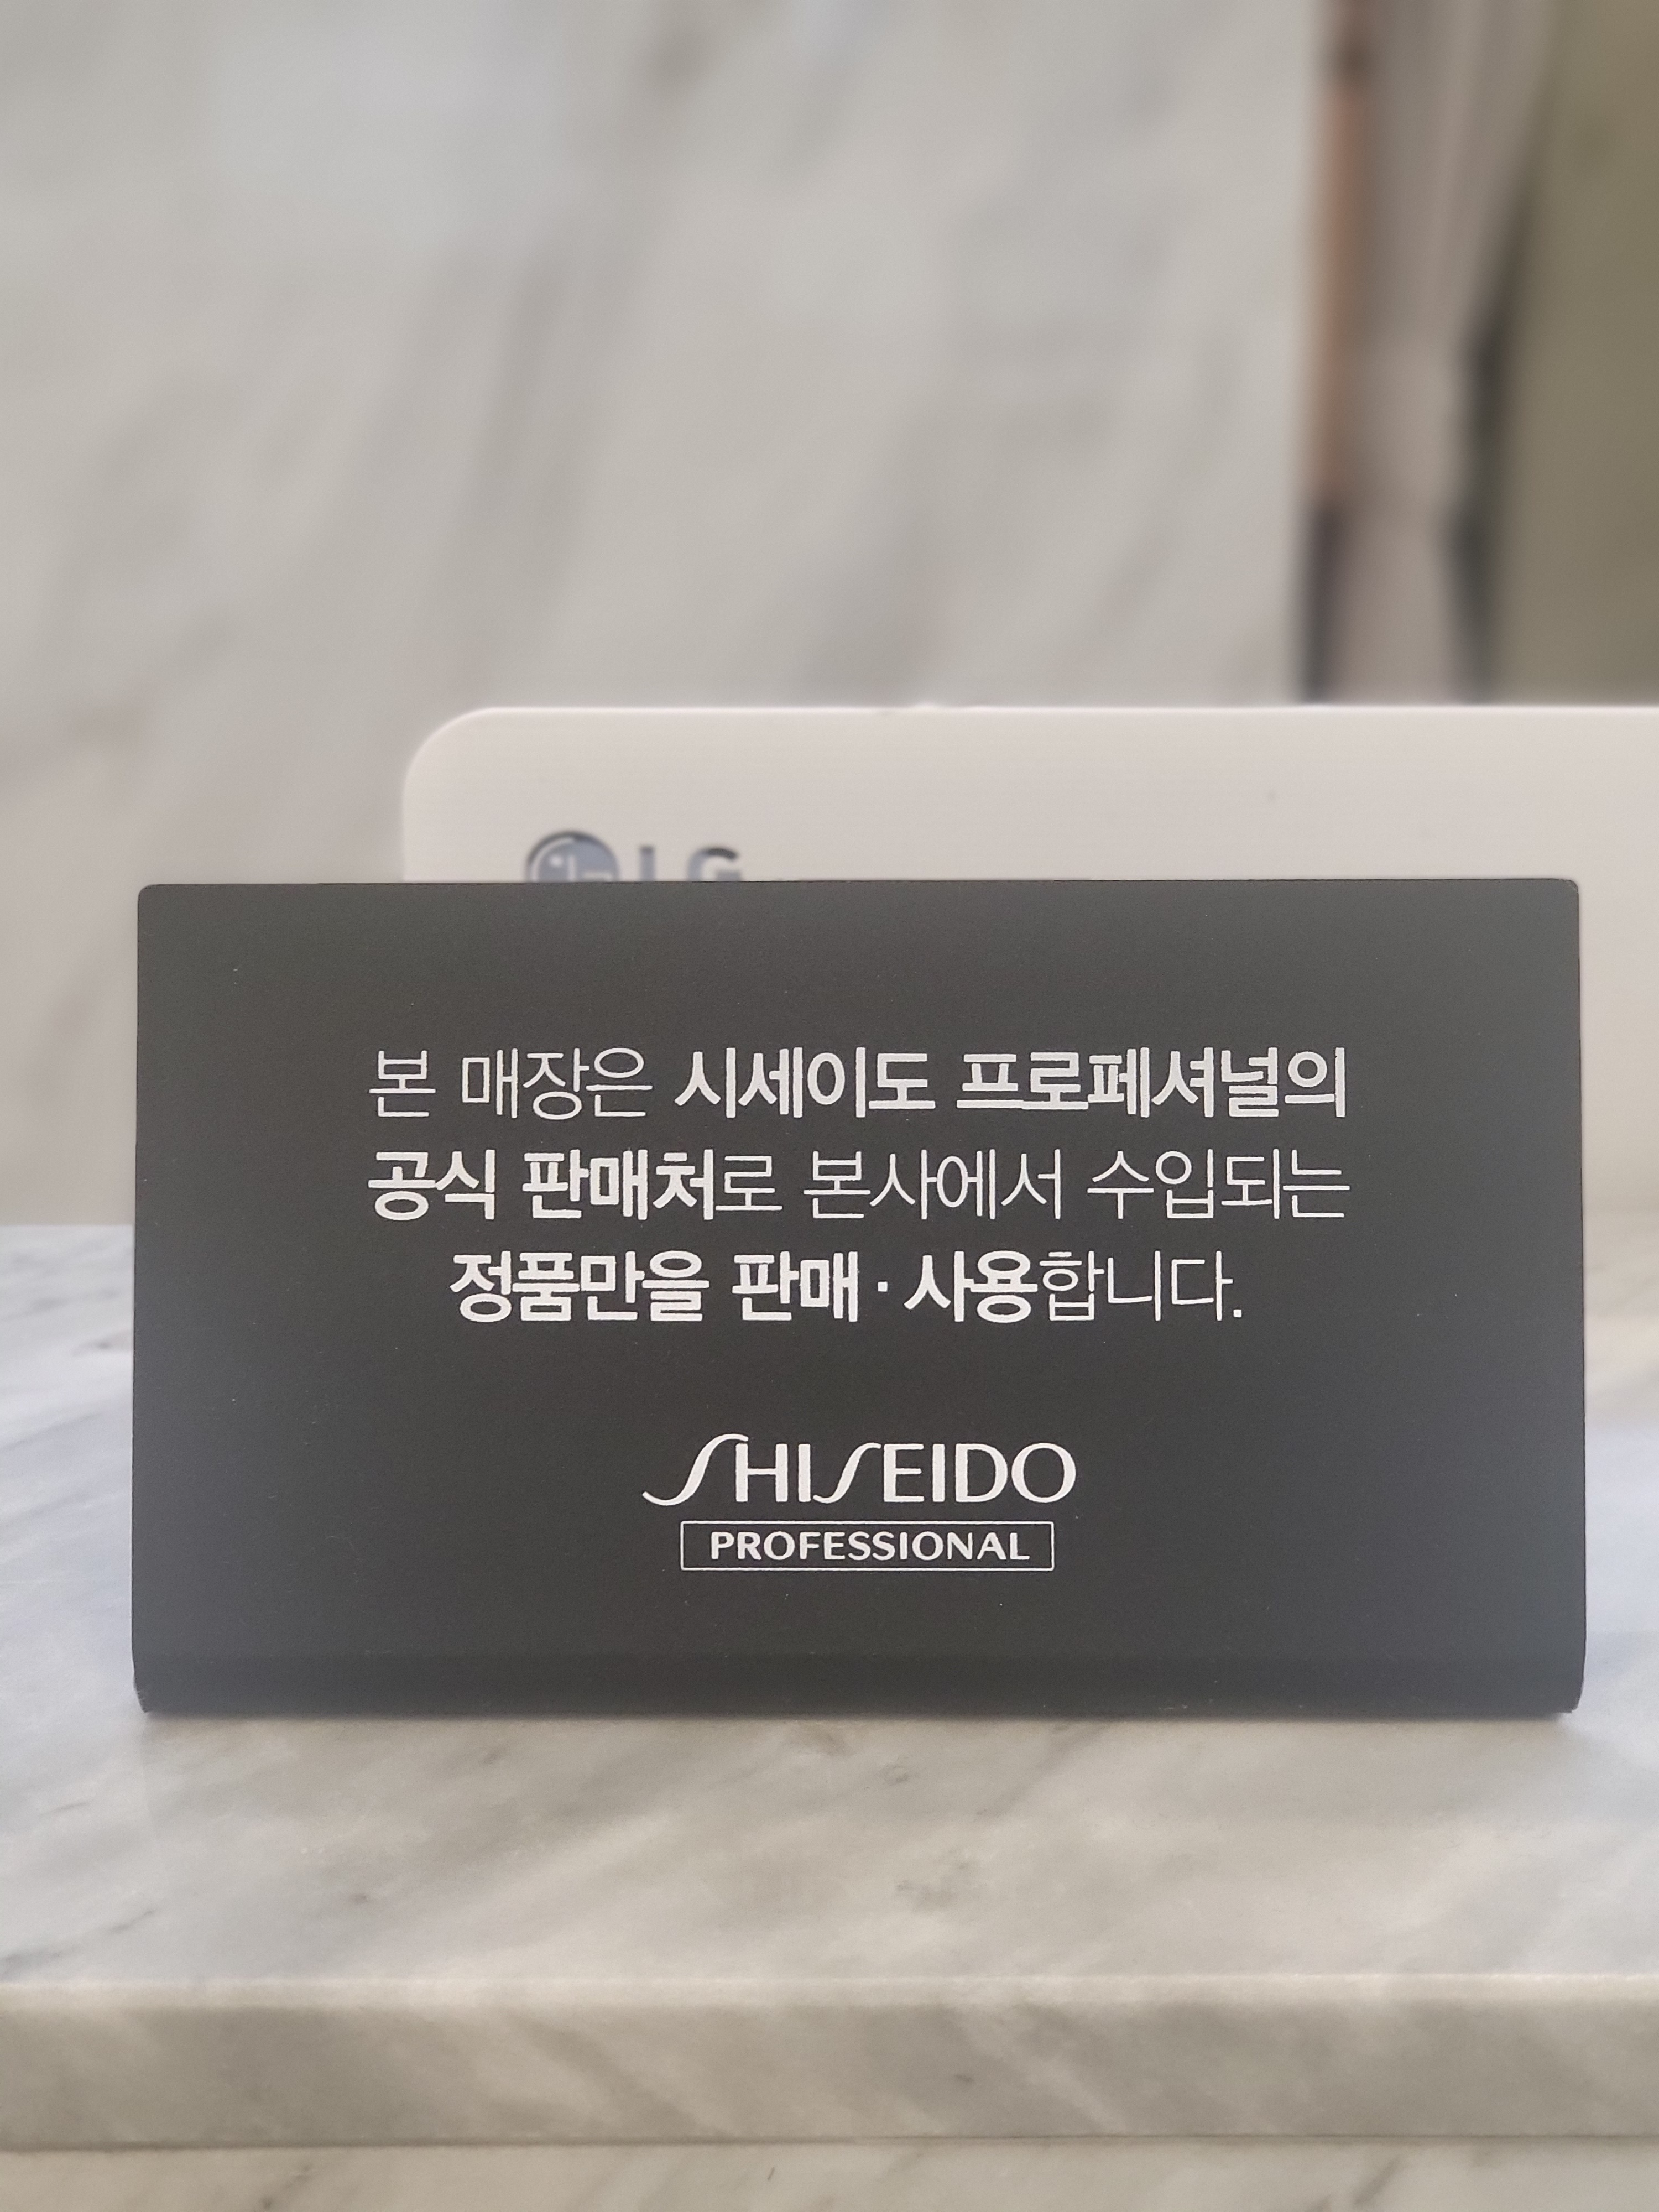 LG
본 매장은 시세이도 프로페셔널의
공식 판매처로 본사에서 수입되는
정품만을 판매·사용합니다.
SHISEIDO
PROFESSIONAL